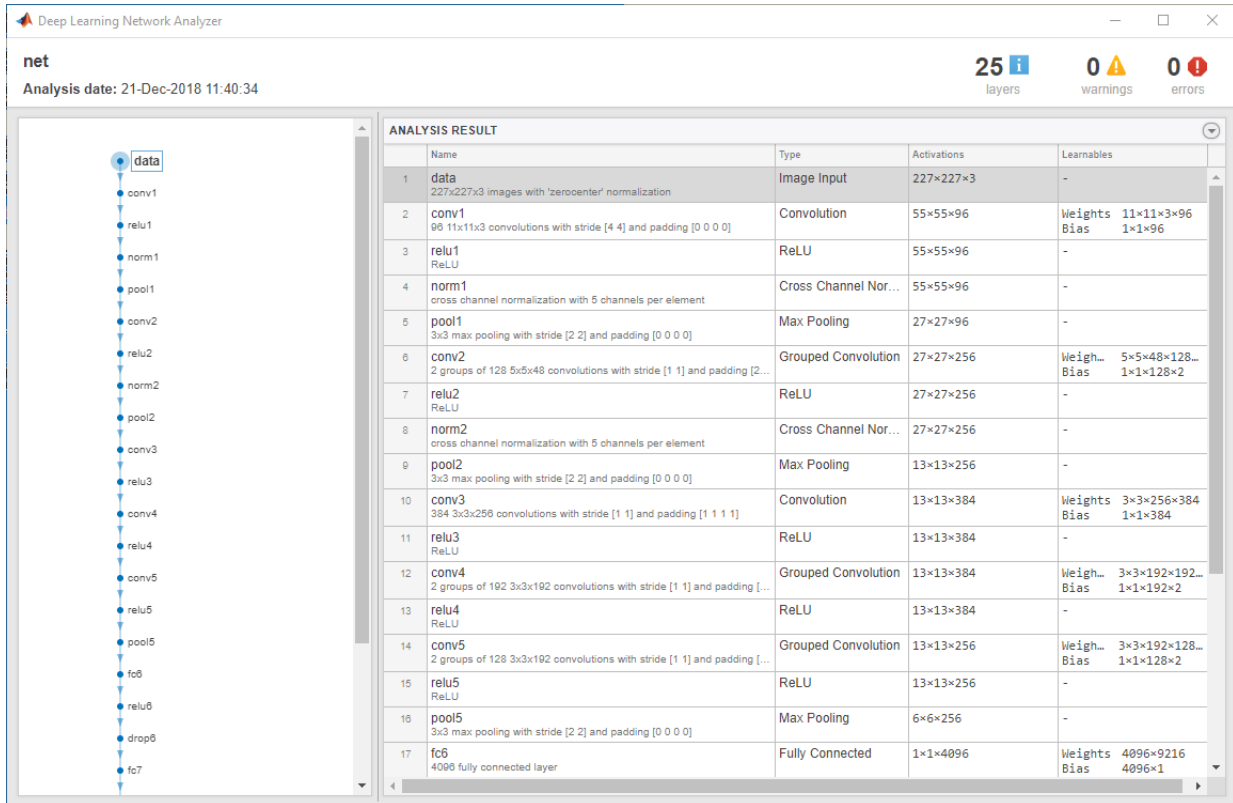 Deep Learning Network Analyzer
net
Analysis date: 21-Dec-2018 11:40:34
25 layers
0 warnings
0 errors
data
conv1
relu1
norm1
pool1
conv2
relu2
norm2
pool2
conv3
relu3
conv4
relu4
conv5
relu5
pool5
fc6
relu6
drop6
fc7
ANALYSIS RESULT
Name Type Activations Learnables
1 data Image Input 227×227×3 -
227x227x3 images with 'zerocenter' normalization
2 conv1 Convolution 55×55×96 Weights 11×11×3×96
96 11x11x3 convolutions with stride [4 4] and padding [0 0 0 0] Bias 1×1×96
3 relu1 ReLU 55×55×96 -
ReLU
4 norm1 Cross Channel Nor... 55×55×96 -
cross channel normalization with 5 channels per element
5 pool1 Max Pooling 27×27×96 -
3x3 max pooling with stride [2 2] and padding [0 0 0 0]
6 conv2 Grouped Convolution 27×27×256 Weigh… 5×5×48×128…
2 groups of 128 5x5x48 convolutions with stride [1 1] and padding [2... Bias 1×1×128×2
7 relu2 ReLU 27×27×256 -
ReLU
8 norm2 Cross Channel Nor... 27×27×256 -
cross channel normalization with 5 channels per element
9 pool2 Max Pooling 13×13×256 -
3x3 max pooling with stride [2 2] and padding [0 0 0 0]
10 conv3 Convolution 13×13×384 Weights 3×3×256×384
384 3x3x256 convolutions with stride [1 1] and padding [1 1 1 1] Bias 1×1×384
11 relu3 ReLU 13×13×384 -
ReLU
12 conv4 Grouped Convolution 13×13×384 Weigh… 3×3×192×192…
2 groups of 192 3x3x192 convolutions with stride [1 1] and padding [... Bias 1×1×192×2
13 relu4 ReLU 13×13×384 -
ReLU
14 conv5 Grouped Convolution 13×13×256 Weigh… 3×3×192×128…
2 groups of 128 3x3x192 convolutions with stride [1 1] and padding [... Bias 1×1×128×2
15 relu5 ReLU 13×13×256 -
ReLU
16 pool5 Max Pooling 6×6×256 -
3x3 max pooling with stride [2 2] and padding [0 0 0 0]
17 fc6 Fully Connected 1×1×4096 Weights 4096×9216
4096 fully connected layer Bias 4096×1